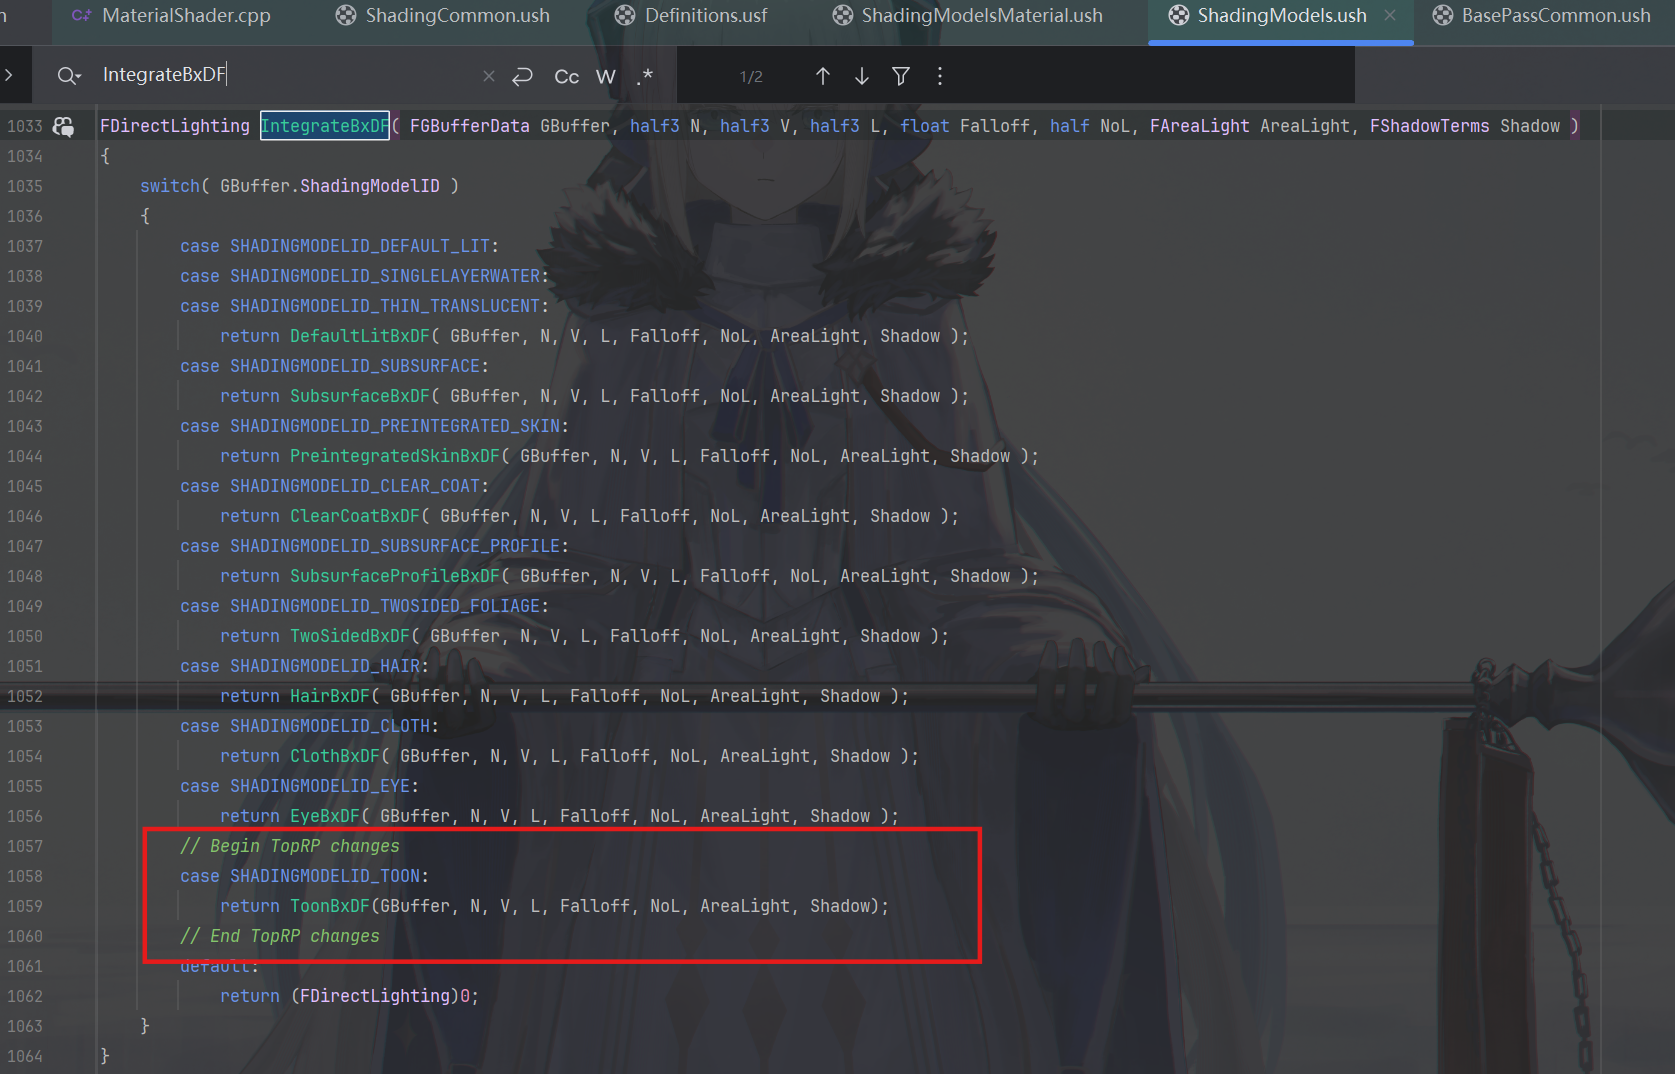 MaterialShader.cpp ShadingCommon.ush Definitions.usf ShadingModelsMaterial.ush ShadingModels.ush BasePassCommon.ush
IntegrateBxDF Cc W .* 1/2
1033 FDirectLighting IntegrateBxDF( FGBufferData GBuffer, half3 N, half3 V, half3 L, float Falloff, half NoL, FAreaLight AreaLight, FShadowTerms Shadow )
1034 {
1035 switch( GBuffer.ShadingModelID )
1036 {
1037 case SHADINGMODELID_DEFAULT_LIT:
1038 case SHADINGMODELID_SINGLELAYERWATER:
1039 case SHADINGMODELID_THIN_TRANSLUCENT:
1040 return DefaultLitBxDF( GBuffer, N, V, L, Falloff, NoL, AreaLight, Shadow );
1041 case SHADINGMODELID_SUBSURFACE:
1042 return SubsurfaceBxDF( GBuffer, N, V, L, Falloff, NoL, AreaLight, Shadow );
1043 case SHADINGMODELID_PREINTEGRATED_SKIN:
1044 return PreintegratedSkinBxDF( GBuffer, N, V, L, Falloff, NoL, AreaLight, Shadow );
1045 case SHADINGMODELID_CLEAR_COAT:
1046 return ClearCoatBxDF( GBuffer, N, V, L, Falloff, NoL, AreaLight, Shadow );
1047 case SHADINGMODELID_SUBSURFACE_PROFILE:
1048 return SubsurfaceProfileBxDF( GBuffer, N, V, L, Falloff, NoL, AreaLight, Shadow );
1049 case SHADINGMODELID_TWOSIDED_FOLIAGE:
1050 return TwoSidedBxDF( GBuffer, N, V, L, Falloff, NoL, AreaLight, Shadow );
1051 case SHADINGMODELID_HAIR:
1052 return HairBxDF( GBuffer, N, V, L, Falloff, NoL, AreaLight, Shadow );
1053 case SHADINGMODELID_CLOTH:
1054 return ClothBxDF( GBuffer, N, V, L, Falloff, NoL, AreaLight, Shadow );
1055 case SHADINGMODELID_EYE:
1056 return EyeBxDF( GBuffer, N, V, L, Falloff, NoL, AreaLight, Shadow );
1057 // Begin TopRP changes
1058 case SHADINGMODELID_TOON:
1059 return ToonBxDF(GBuffer, N, V, L, Falloff, NoL, AreaLight, Shadow);
1060 // End TopRP changes
1061 default:
1062 return (FDirectLighting)0;
1063 }
1064 }